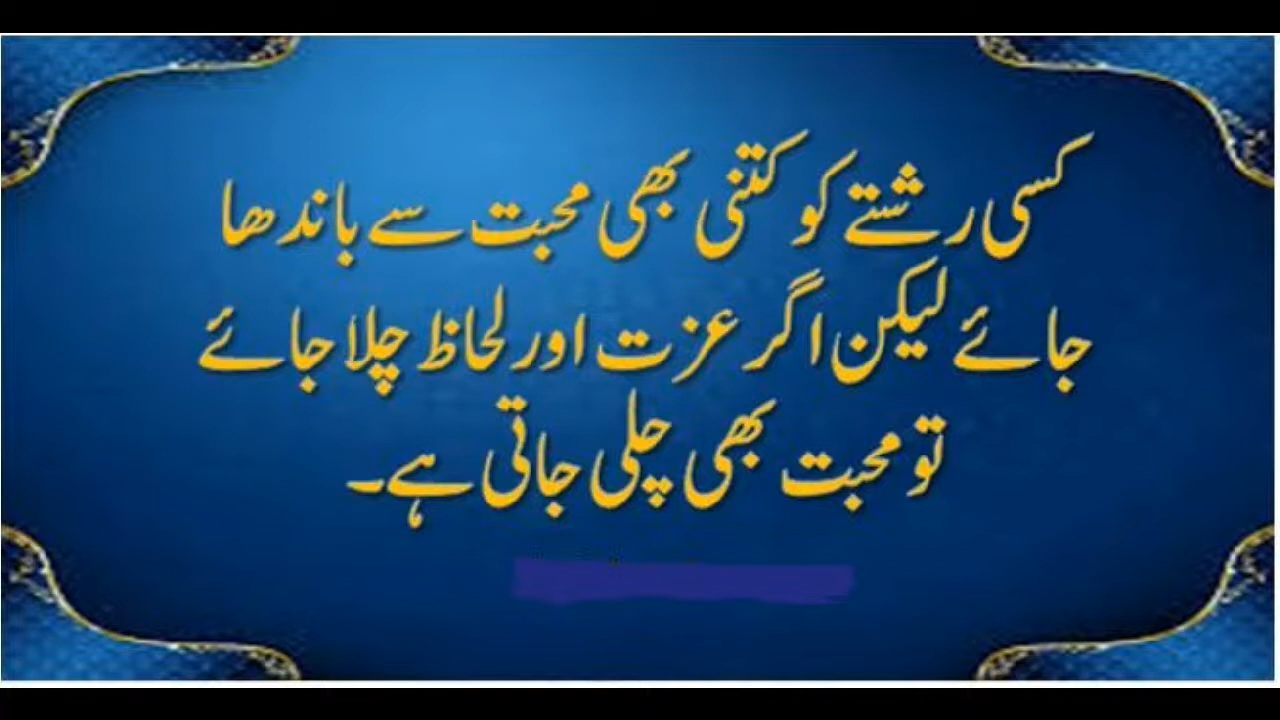 کسی رشتے کو کتنی بھی محبت سے باندھا
جائے لیکن اگر عزت اور لحاظ چلا جائے
تو محبت بھی چلی جاتی ہے۔